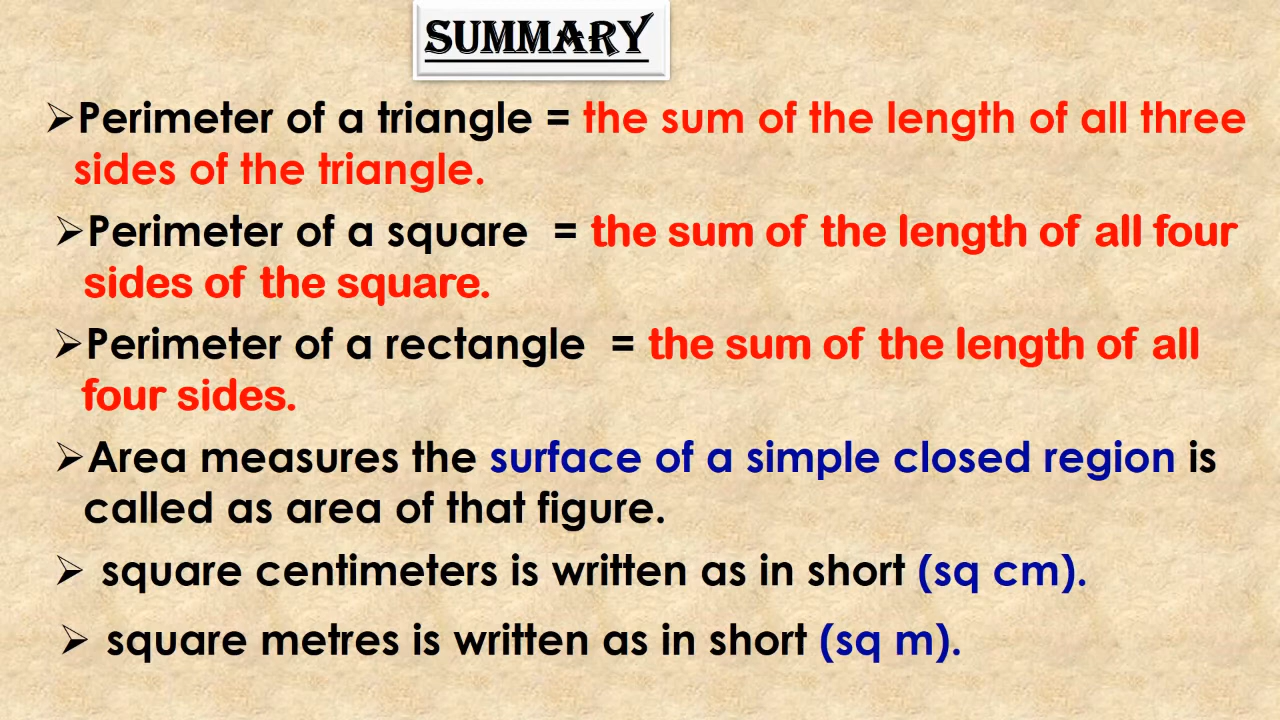 SUMMARY
➢Perimeter of a triangle = the sum of the length of all three
sides of the triangle.
➢Perimeter of a square = the sum of the length of all four
sides of the square.
➢Perimeter of a rectangle = the sum of the length of all
four sides.
➢Area measures the surface of a simple closed region is
called as area of that figure.
➢ square centimeters is written as in short (sq cm).
➢ square metres is written as in short (sq m).